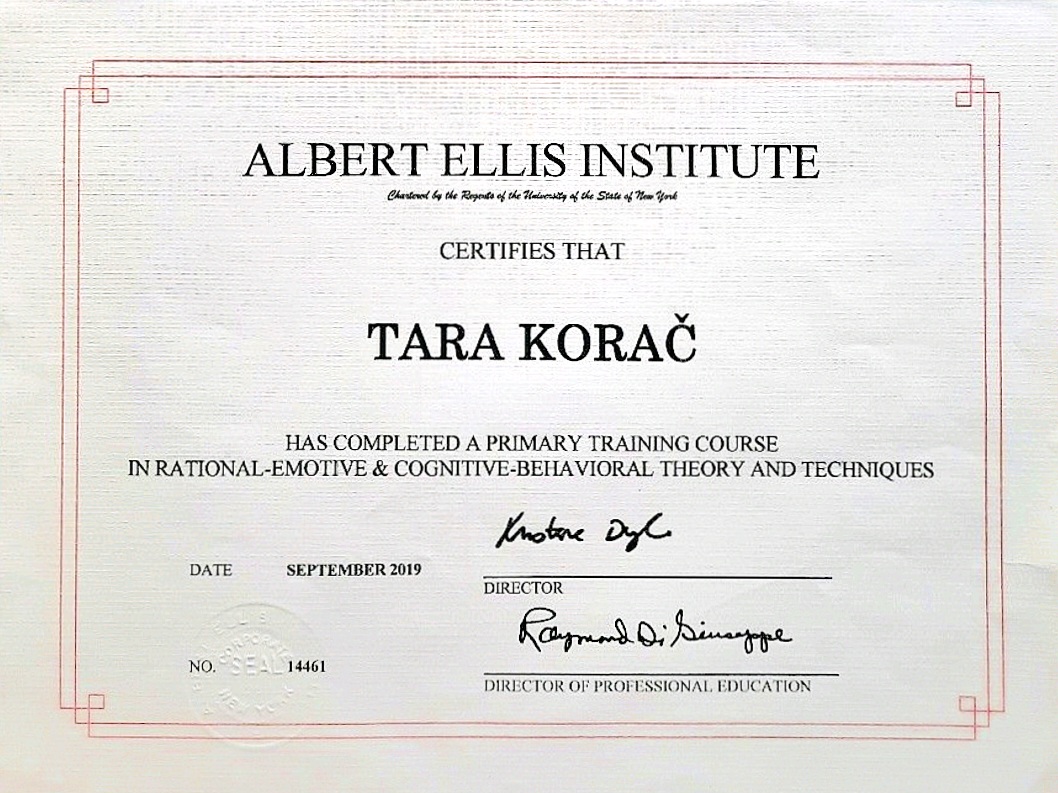 ALBERT ELLIS INSTITUTE
Chartered by the Regents of the University of the State of New York
CERTIFIES THAT
TARA KORAČ
HAS COMPLETED A PRIMARY TRAINING COURSE
IN RATIONAL-EMOTIVE & COGNITIVE-BEHAVIORAL THEORY AND TECHNIQUES
DATE SEPTEMBER 2019
DIRECTOR
Raymond Di Giuseppe
NO. 14461
DIRECTOR OF PROFESSIONAL EDUCATION
ELLIS
CORPORATE
SEAL
NEW YORK